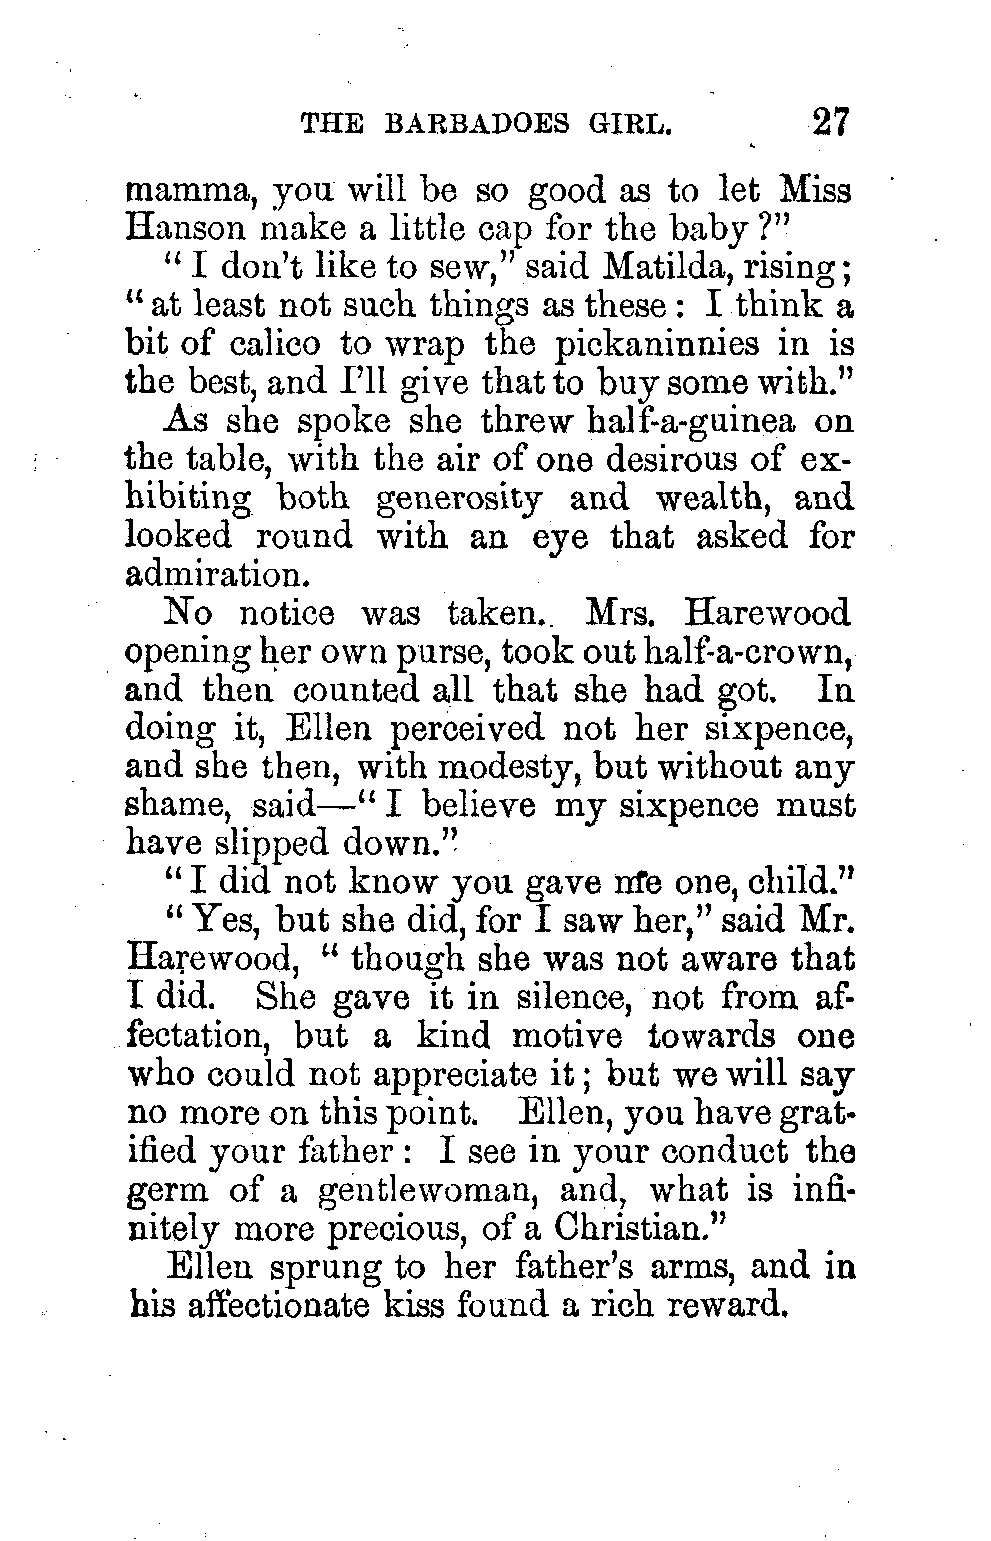 THE BARBADOES GIRL. 27
mamma, you will be so good as to let Miss
Hanson make a little cap for the baby?"
"I don't like to sew," said Matilda, rising;
"at least not such things as these: I think a
bit of calico to wrap the pickaninnies in is
the best, and I'll give that to buy some with."
As she spoke she threw half-a-guinea on
the table, with the air of one desirous of ex-
hibiting both generosity and wealth, and
looked round with an eye that asked for
admiration.
No notice was taken. Mrs. Harewood
opening her own purse, took out half-a-crown,
and then counted all that she had got. In
doing it, Ellen perceived not her sixpence,
and she then, with modesty, but without any
shame, said—"I believe my sixpence must
have slipped down."
"I did not know you gave me one, child."
"Yes, but she did, for I saw her," said Mr.
Harewood, "though she was not aware that
I did. She gave it in silence, not from af-
fectation, but a kind motive towards one
who could not appreciate it; but we will say
no more on this point. Ellen, you have grat-
ified your father: I see in your conduct the
germ of a gentlewoman, and, what is infi-
nitely more precious, of a Christian."
Ellen sprung to her father's arms, and in
his affectionate kiss found a rich reward.